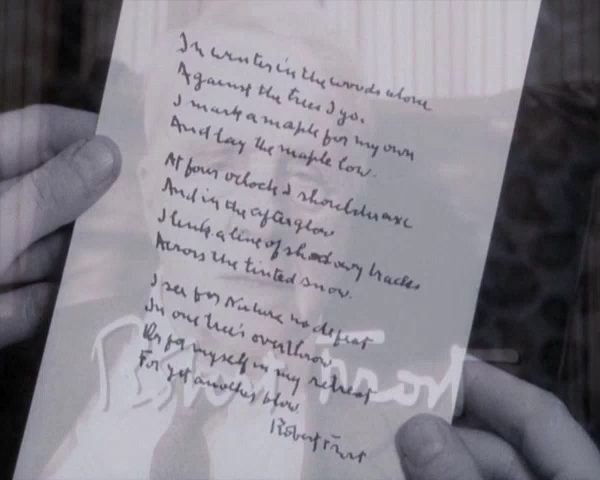 In winter in the woods alone
Against the trees I go.
I mark a maple for my own
And lay the maple low.
At four o'clock I shoulder axe
And in the afterglow
I link a line of shadowy tracks
Across the tinted snow.
I see for Nature no defeat
In one tree's overthrow
Or for myself in my retreat
For yet another blow.
Robert Frost
Robert Frost